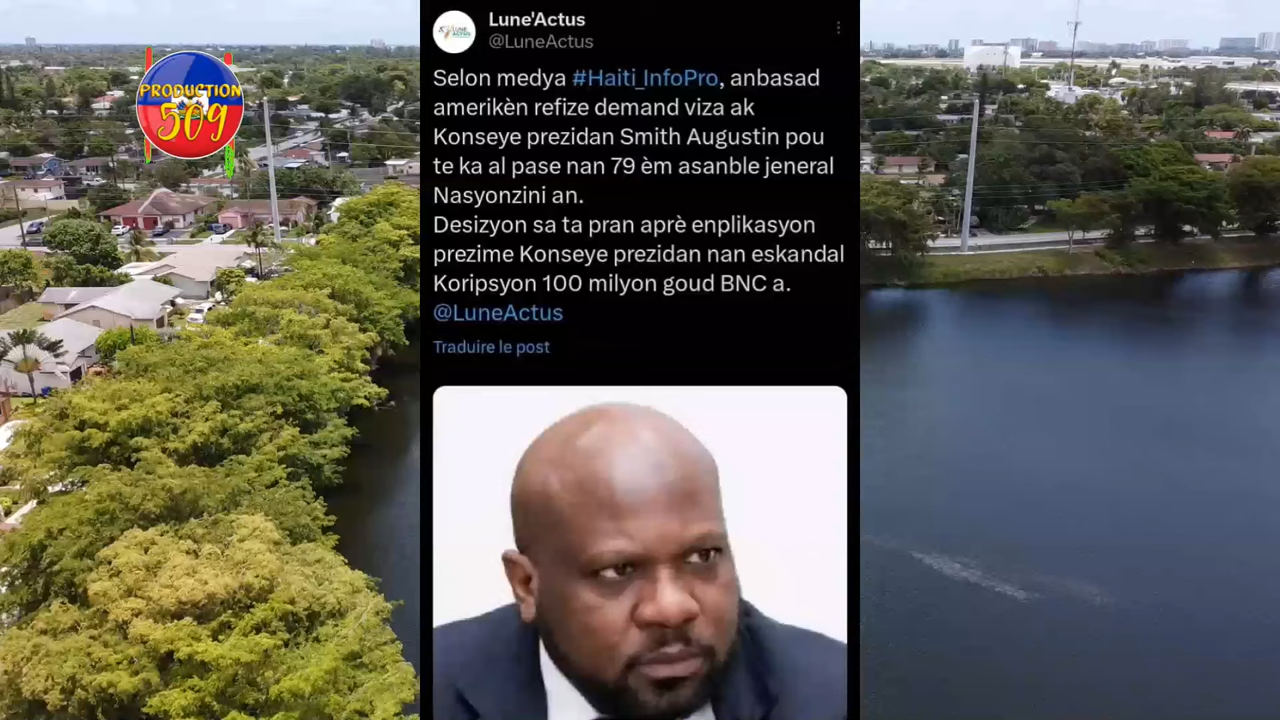 PRODUCTION
509
Lune'Actus
@LuneActus
Selon medya #Haiti_InfoPro, anbasad
amerikèn refize demand viza ak
Konseye prezidan Smith Augustin pou
te ka al pase nan 79 èm asanble jeneral
Nasyonzini an.
Desizyon sa ta pran aprè enplikasyon
prezime Konseye prezidan nan eskandal
Koripsyon 100 milyon goud BNC a.
@LuneActus
Traduire le post